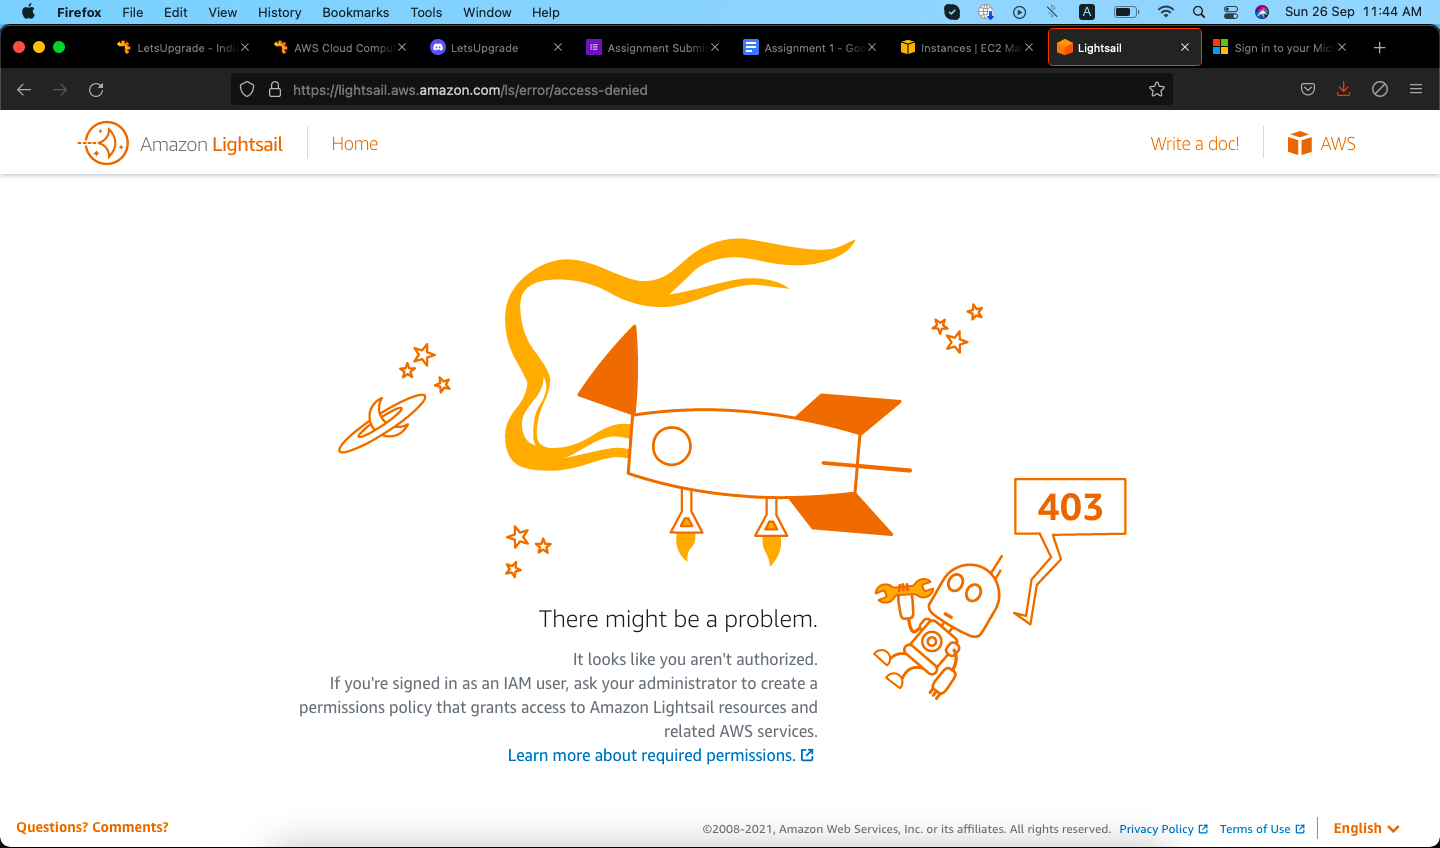 Firefox File Edit View History Bookmarks Tools Window Help A Sun 26 Sep 11:44 AM
LetsUpgrade - Indi AWS Cloud Compu LetsUpgrade Assignment Submi Assignment 1 - Goo Instances | EC2 Ma Lightsail Sign in to your Micr
https://lightsail.aws.amazon.com/ls/error/access-denied
Amazon Lightsail Home Write a doc! AWS
403
There might be a problem.
It looks like you aren't authorized.
If you're signed in as an IAM user, ask your administrator to create a
permissions policy that grants access to Amazon Lightsail resources and
related AWS services.
Learn more about required permissions.
Questions? Comments? ©2008-2021, Amazon Web Services, Inc. or its affiliates. All rights reserved. Privacy Policy Terms of Use English